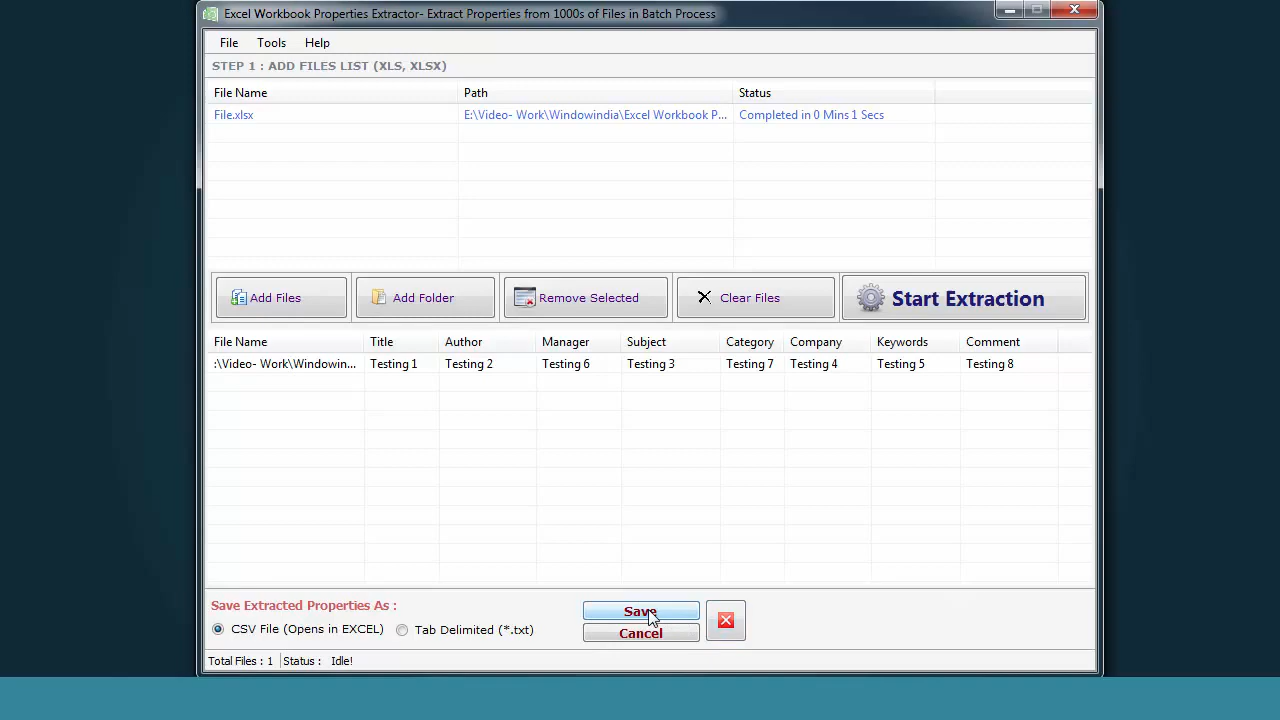 Excel Workbook Properties Extractor- Extract Properties from 1000s of Files in Batch Process
File Tools Help
STEP 1 : ADD FILES LIST (XLS, XLSX)
File Name Path Status
File.xlsx E:\Video- Work\Windowindia\Excel Workbook P... Completed in 0 Mins 1 Secs
Add Files Add Folder Remove Selected Clear Files Start Extraction
File Name Title Author Manager Subject Category Company Keywords Comment
:\Video- Work\Windowin... Testing 1 Testing 2 Testing 6 Testing 3 Testing 7 Testing 4 Testing 5 Testing 8
Save Extracted Properties As :
Save
CSV File (Opens in EXCEL) Tab Delimited (*.txt)
Cancel
Total Files : 1 Status : Idle!